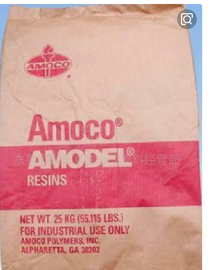 AMOCO
Amoco®
AMODEL®
RESINS
NET WT. 25 KG (55.115 LBS.)
FOR INDUSTRIAL USE ONLY
AMOCO POLYMERS, INC.
ALPHARETTA, GA 30202